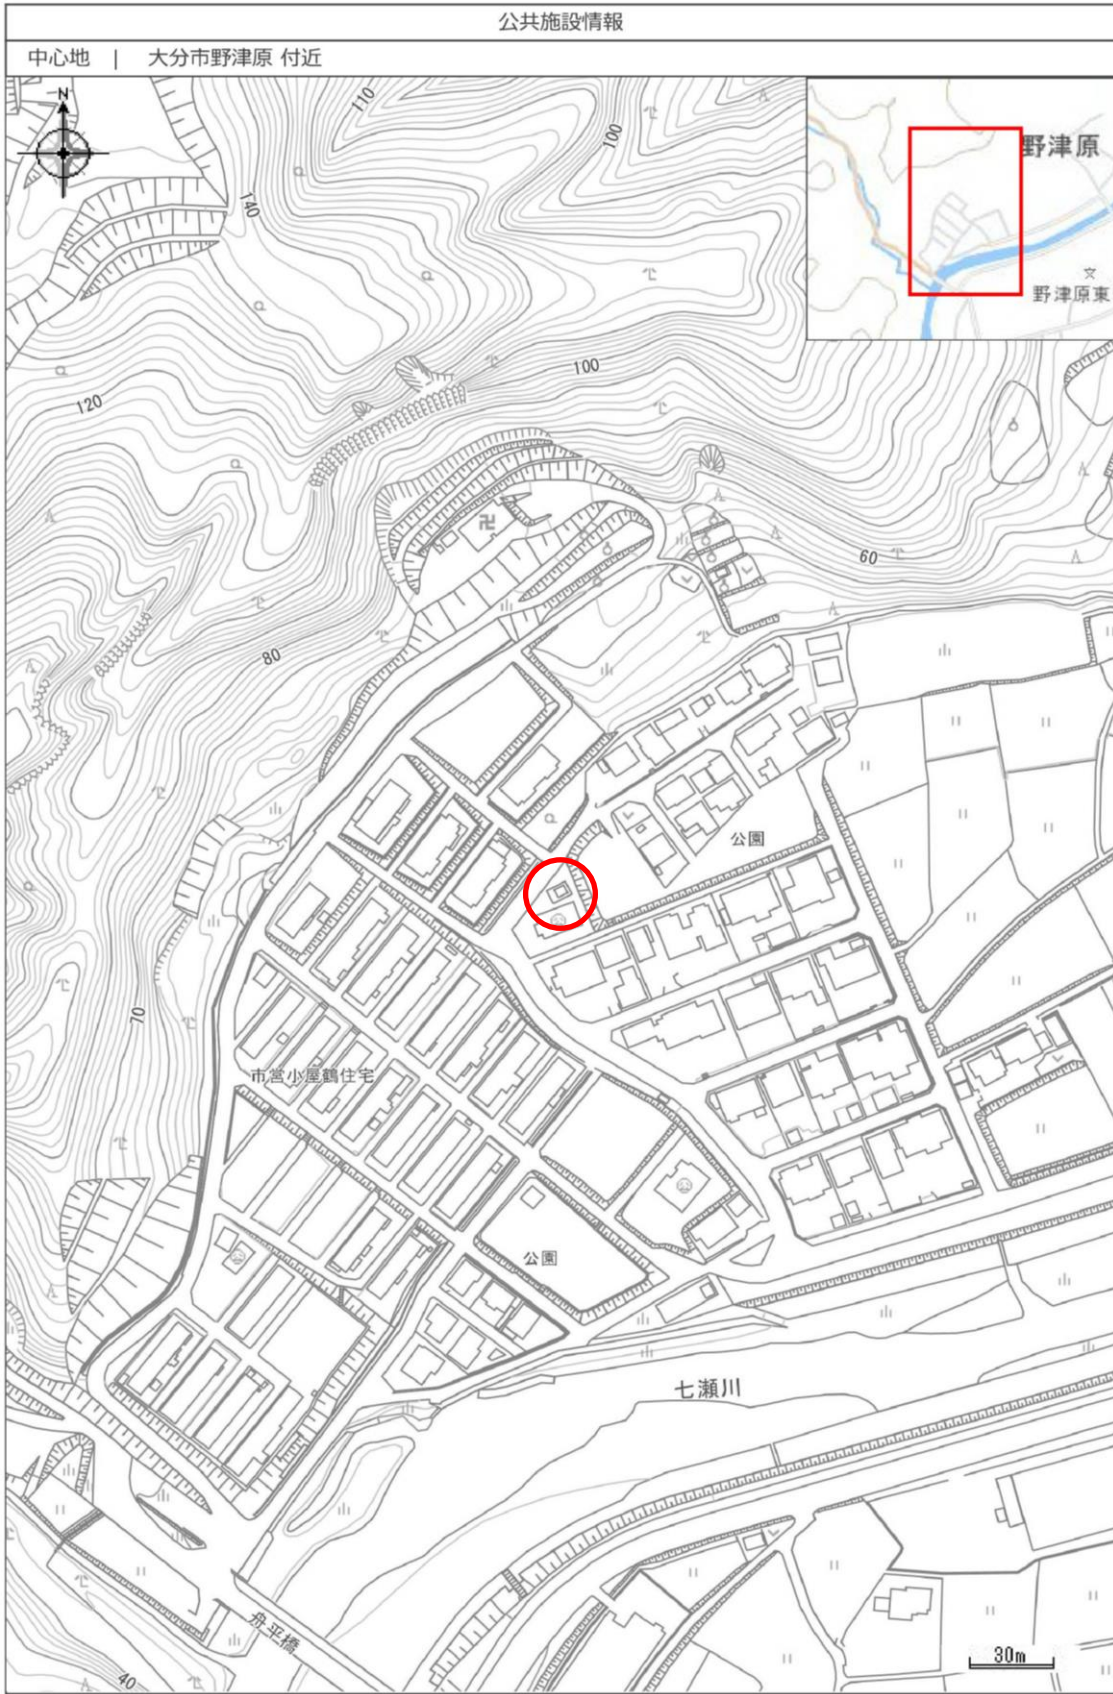 公共施設情報
中心地 | 大分市野津原 付近
N
110
100
140
野津原
野津原東
100
120
60
80
公園
70
市営小屋鶴住宅
公園
七瀬川
舟平橋
30m
40